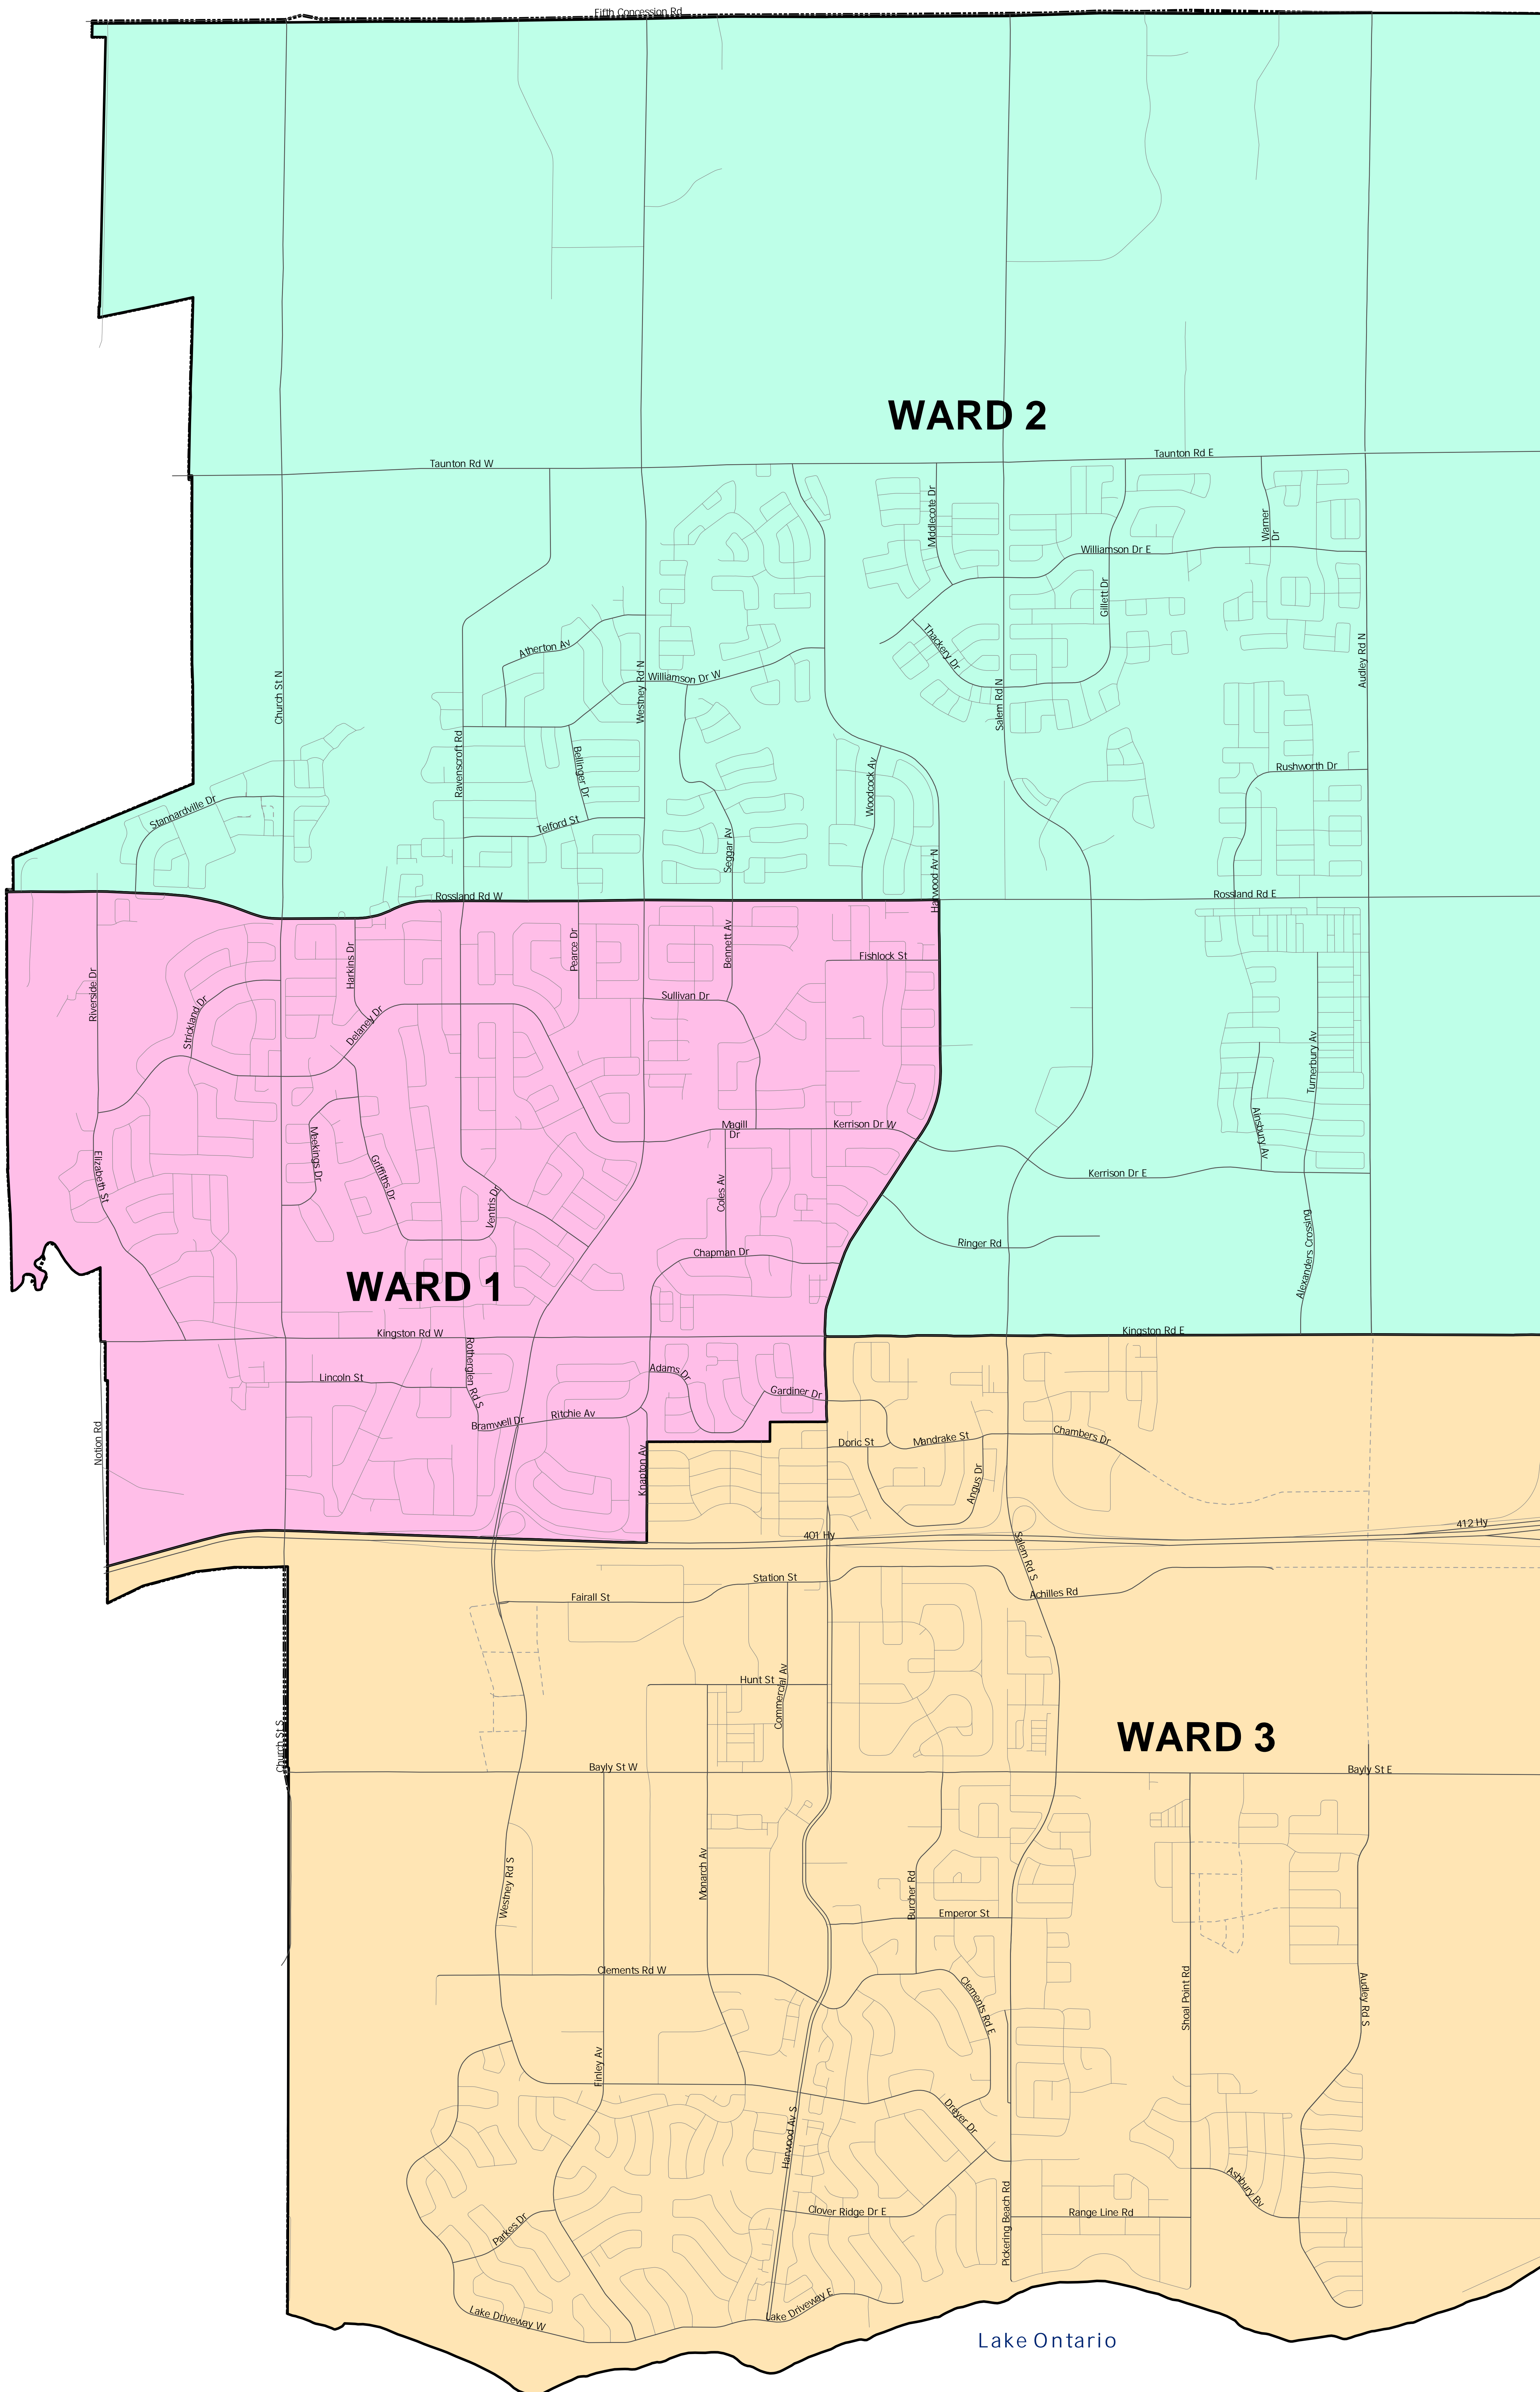 Fifth Concession Rd
WARD 2
Taunton Rd W
Taunton Rd E
Middlecote Dr
Warner
Dr
Williamson Dr E
Gillett Dr
Thackery Dr
Atherton Av
Audley Rd N
Church St N
Westney Rd N
Williamson Dr W
Salem Rd N
Ravenscroft Rd
Bellinger Dr
Woodcock Av
Rushworth Dr
Stannardville Dr
Telford St
Seggar Av
Harwood Av N
Rossland Rd W
Rossland Rd E
Harkins Dr
Pearce Dr
Bennett Av
Fishlock St
Riverside Dr
Strickland Dr
Sullivan Dr
Delaney Dr
Turnerbury Av
Magill
Dr
Kerrison Dr W
Meekings Dr
Ainsbury Av
Elizabeth St
Griffiths Dr
Kerrison Dr E
Ventris Dr
Coles Av
Ringer Rd
Chapman Dr
Alexanders Crossing
WARD 1
Kingston Rd W
Kingston Rd E
Rotherglen Rd S
Lincoln St
Adams Dr
Gardiner Dr
Bramwell Dr
Ritchie Av
Notion Rd
Doric St
Mandrake St
Chambers Dr
Knapton Av
Angus Dr
401 Hy
412 Hy
Salem Rd S
Station St
Fairall St
Achilles Rd
Hunt St
Commercial Av
WARD 3
Church St S
Bayly St W
Bayly St E
Westney Rd S
Monarch Av
Burcher Rd
Emperor St
Clements Rd W
Clements Rd E
Shoal Point Rd
Audley Rd S
Finley Av
Harwood Av S
Dreyer Dr
Ashbury Bv
Pickering Beach Rd
Clover Ridge Dr E
Range Line Rd
Parkes Dr
Lake Driveway W
Lake Driveway E
Lake Ontario